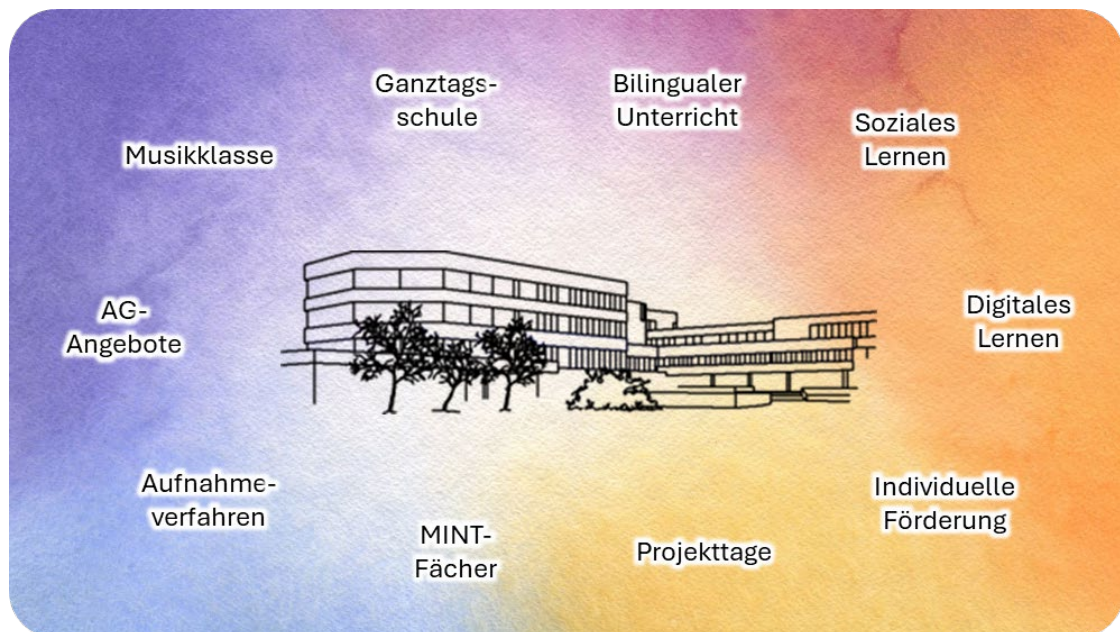 Ganztags-
schule
Bilingualer
Unterricht
Soziales
Lernen
Musikklasse
AG-
Angebote
Digitales
Lernen
Aufnahme-
verfahren
Individuelle
Förderung
MINT-
Fächer
Projekttage